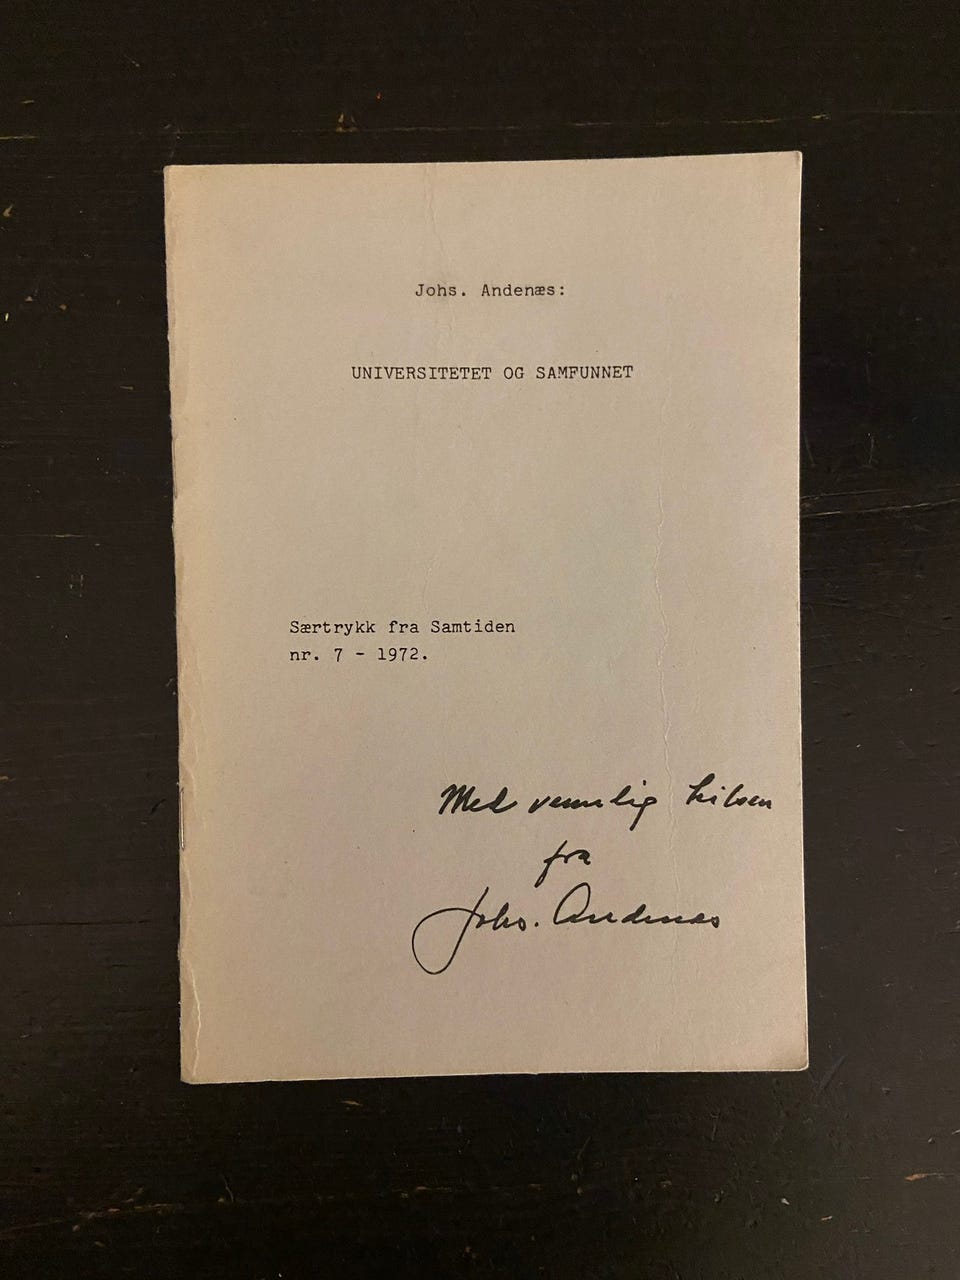 Johs. Andenæs:
UNIVERSITETET OG SAMFUNNET
Særtrykk fra Samtiden
nr. 7 - 1972.
Med vennlig hilsen
fra
Johs. Andenæs